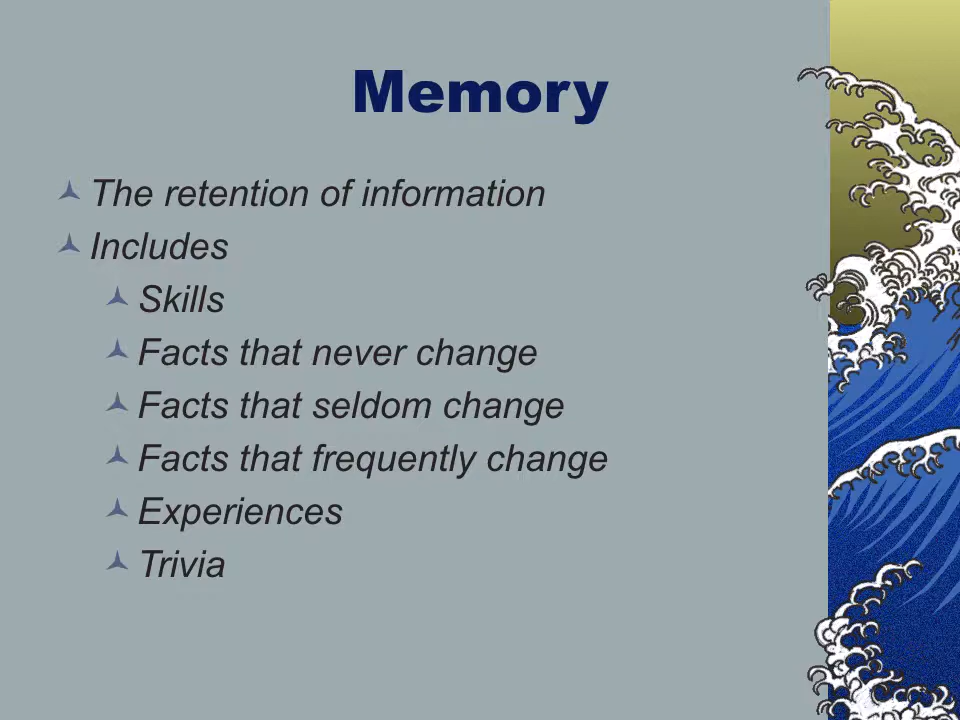 Memory
The retention of information
Includes
Skills
Facts that never change
Facts that seldom change
Facts that frequently change
Experiences
Trivia